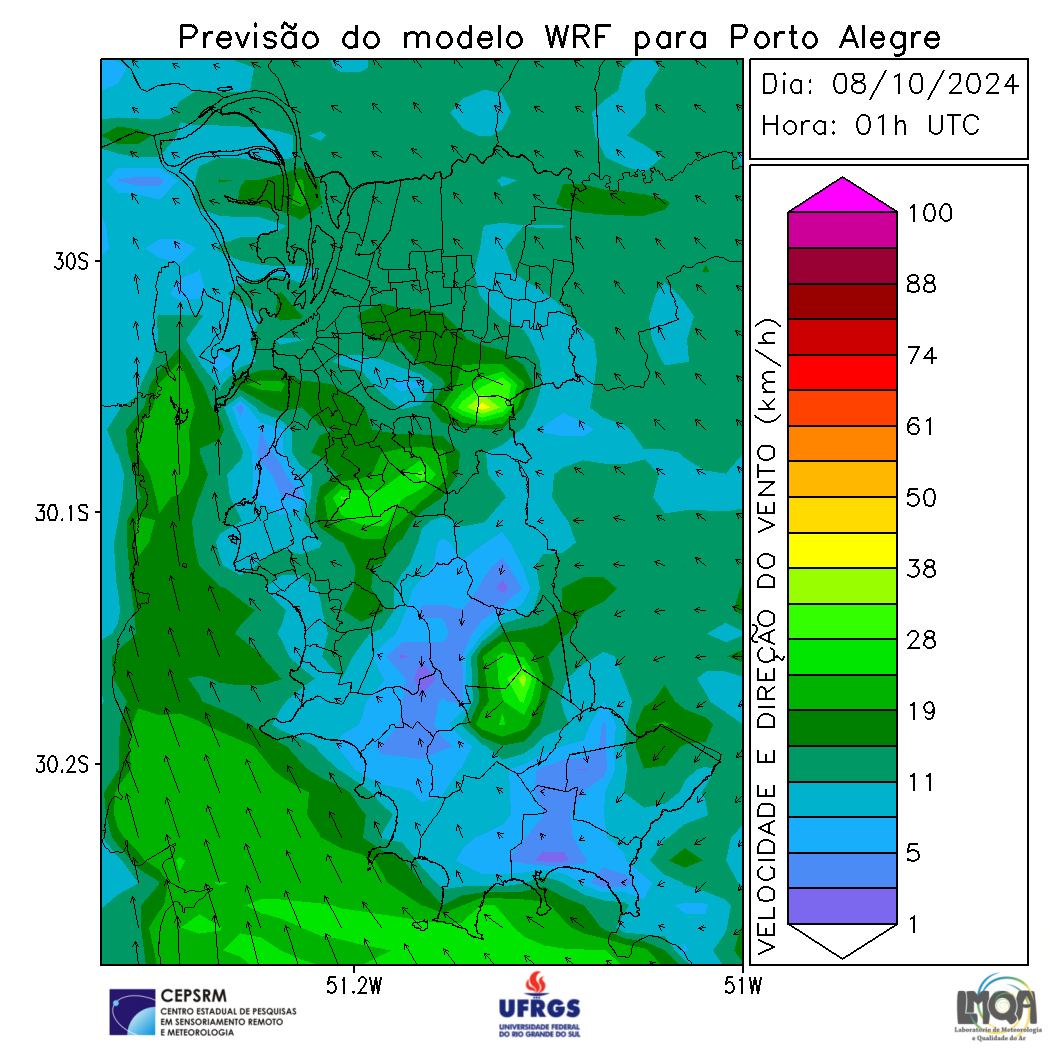 Previsão do modelo WRF para Porto Alegre
Dia: 08/10/2024
Hora: 01h UTC
30S
30.1S
30.2S
51.2W
51W
VELOCIDADE E DIREÇÃO DO VENTO (km/h)
100
88
74
61
50
38
28
19
11
5
1
CEPSRM
CENTRO ESTADUAL DE PESQUISAS
EM SENSORIAMENTO REMOTO
E METEOROLOGIA
UFRGS
UNIVERSIDADE FEDERAL
DO RIO GRANDE DO SUL
LMQA
Laboratório de Meteorologia
e Qualidade do Ar